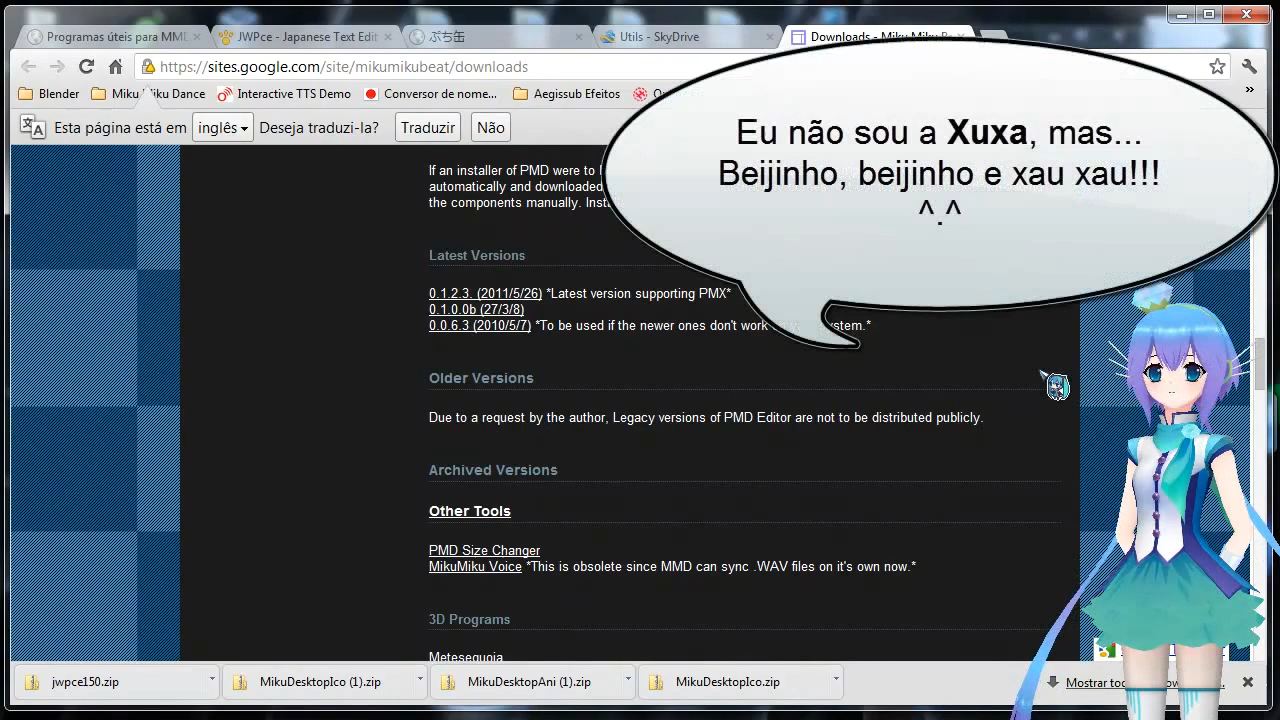 Programas úteis para MMD
JWPce - Japanese Text Edit
ぷち缶
Utils - SkyDrive
Downloads - Miku Miku
https://sites.google.com/site/mikumikubeat/downloads
Blender
Miku Miku Dance
Interactive TTS Demo
Conversor de nome...
Aegissub Efeitos
»
Esta página está em inglês Deseja traduzi-la? Traduzir Não
Eu não sou a Xuxa, mas...
Beijinho, beijinho e xau xau!!!
^.^
If an installer of PMD were to
automatically and downloaded
the components manually.
Latest Versions
0.1.2.3. (2011/5/26) *Latest version supporting PMX*
0.1.0.0b (27/3/8)
0.0.6.3 (2010/5/7) *To be used if the newer ones don't work
Older Versions
Due to a request by the author, Legacy versions of PMD Editor are not to be distributed publicly.
Archived Versions
Other Tools
PMD Size Changer
MikuMiku Voice *This is obsolete since MMD can sync .WAV files on it's own now.*
3D Programs
Metesequoia
jwpce150.zip
MikuDesktopIco (1).zip
MikuDesktopAni (1).zip
MikuDesktopIco.zip
Mostrar